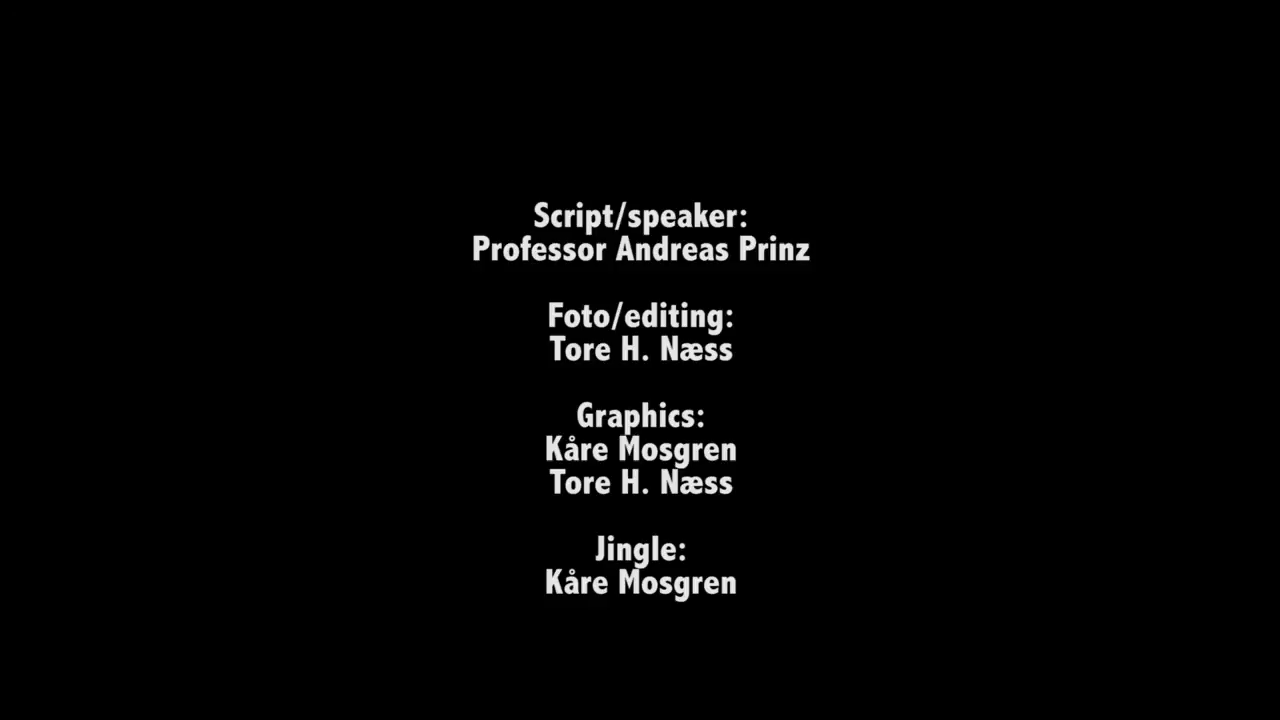 Script/speaker:
Professor Andreas Prinz
Foto/editing:
Tore H. Næss
Graphics:
Kåre Mosgren
Tore H. Næss
Jingle:
Kåre Mosgren